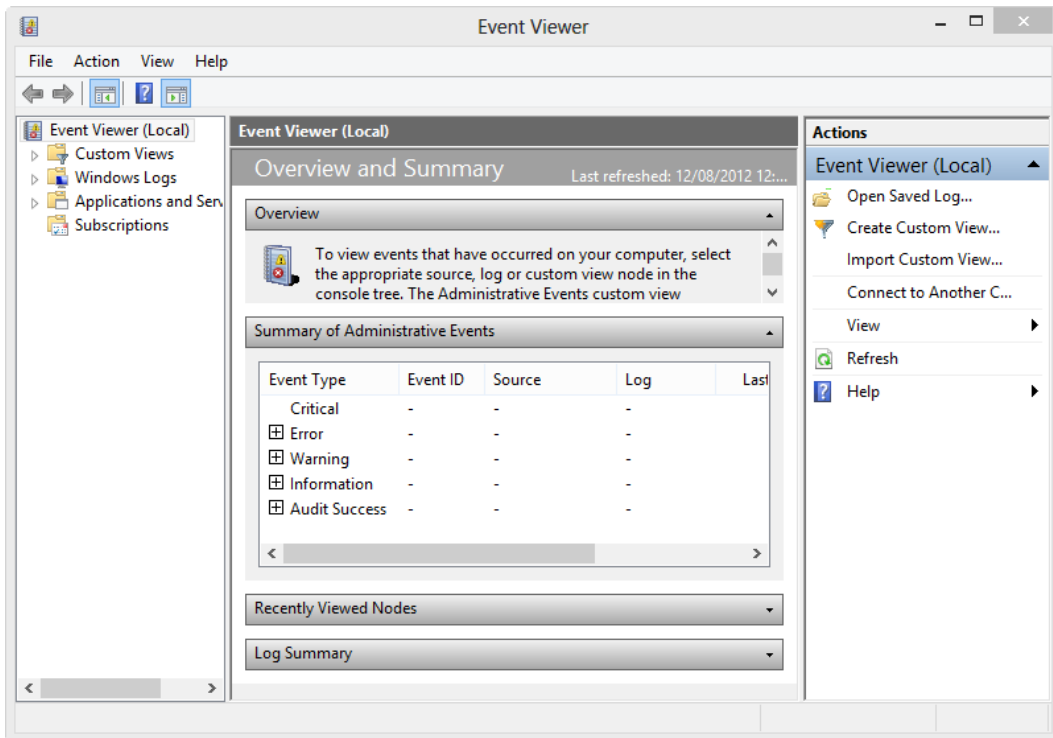 Event Viewer
File Action View Help
Event Viewer (Local)
Custom Views
Windows Logs
Applications and Serv
Subscriptions
Event Viewer (Local)
Overview and Summary
Last refreshed: 12/08/2012 12:...
Overview
To view events that have occurred on your computer, select
the appropriate source, log or custom view node in the
console tree. The Administrative Events custom view
Summary of Administrative Events
Event Type Event ID Source Log Last
Critical - - -
Error - - -
Warning - - -
Information - - -
Audit Success - - -
Recently Viewed Nodes
Log Summary
Actions
Event Viewer (Local)
Open Saved Log...
Create Custom View...
Import Custom View...
Connect to Another C...
View
Refresh
Help